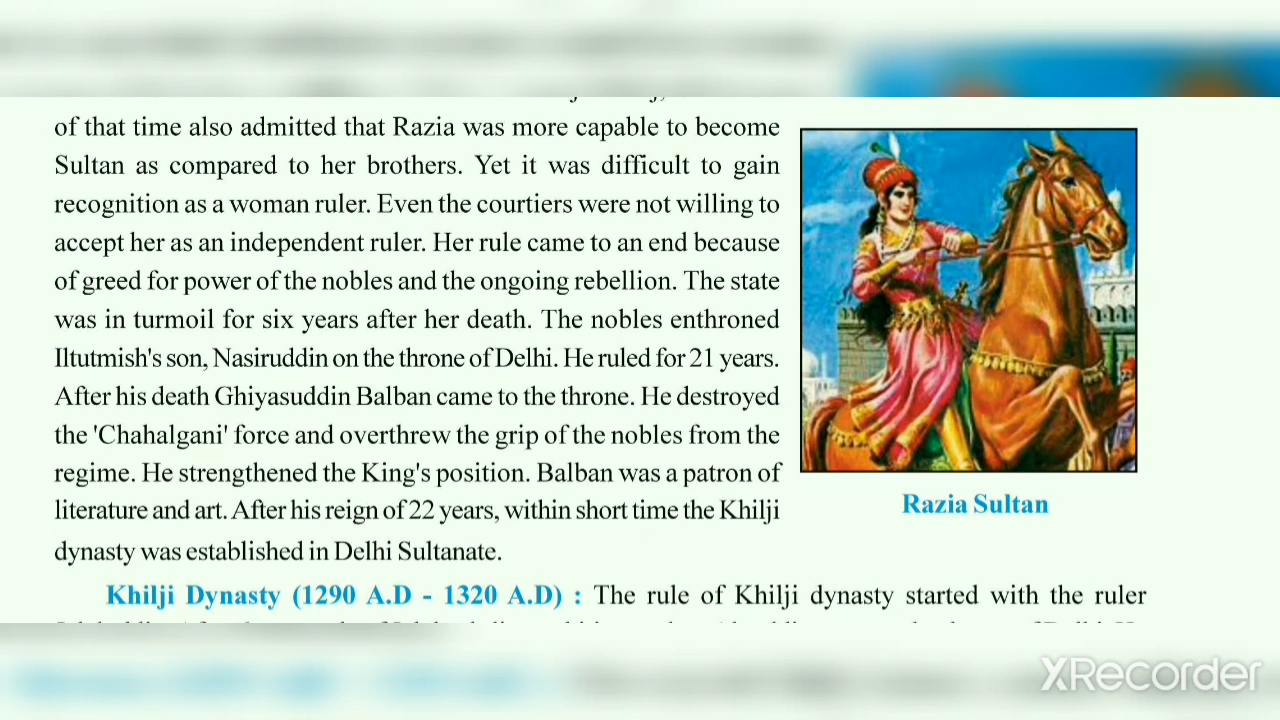 of that time also admitted that Razia was more capable to become
Sultan as compared to her brothers. Yet it was difficult to gain
recognition as a woman ruler. Even the courtiers were not willing to
accept her as an independent ruler. Her rule came to an end because
of greed for power of the nobles and the ongoing rebellion. The state
was in turmoil for six years after her death. The nobles enthroned
Iltutmish's son, Nasiruddin on the throne of Delhi. He ruled for 21 years.
After his death Ghiyasuddin Balban came to the throne. He destroyed
the 'Chahalgani' force and overthrew the grip of the nobles from the
regime. He strengthened the King's position. Balban was a patron of
literature and art. After his reign of 22 years, within short time the Khilji
dynasty was established in Delhi Sultanate.
Razia Sultan
Khilji Dynasty (1290 A.D - 1320 A.D) : The rule of Khilji dynasty started with the ruler
XRecorder